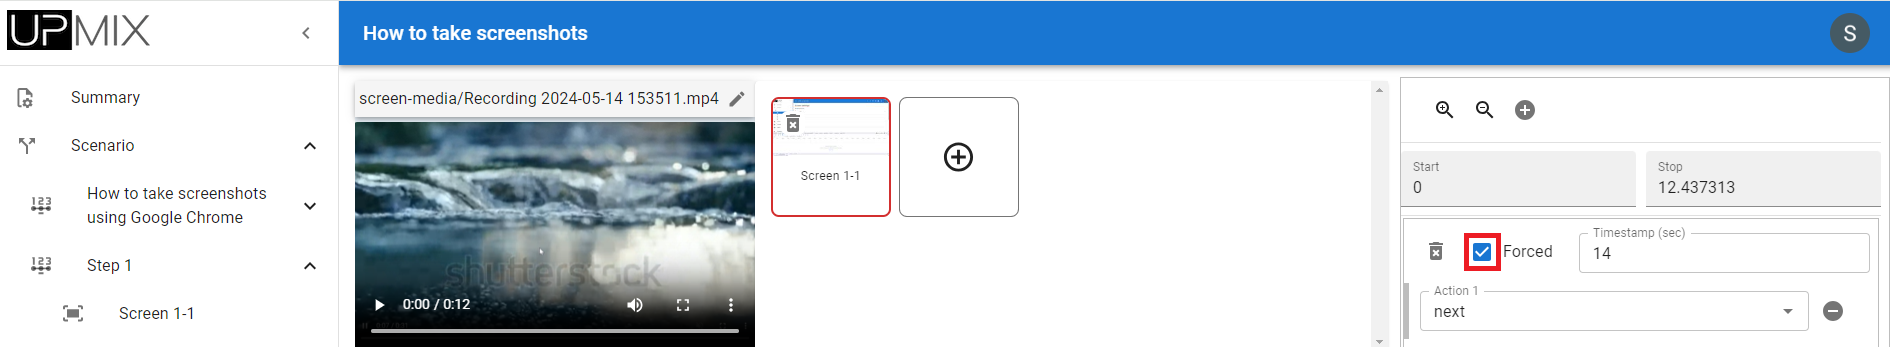 UPMIX
How to take screenshots
S
Summary
Scenario
How to take screenshots
using Google Chrome
Step 1
Screen 1-1
screen-media/Recording 2024-05-14 153511.mp4
shutterstock
0:00 / 0:12
Screen 1-1
Start
0
Stop
12.437313
Forced
Timestamp (sec)
14
Action 1
next